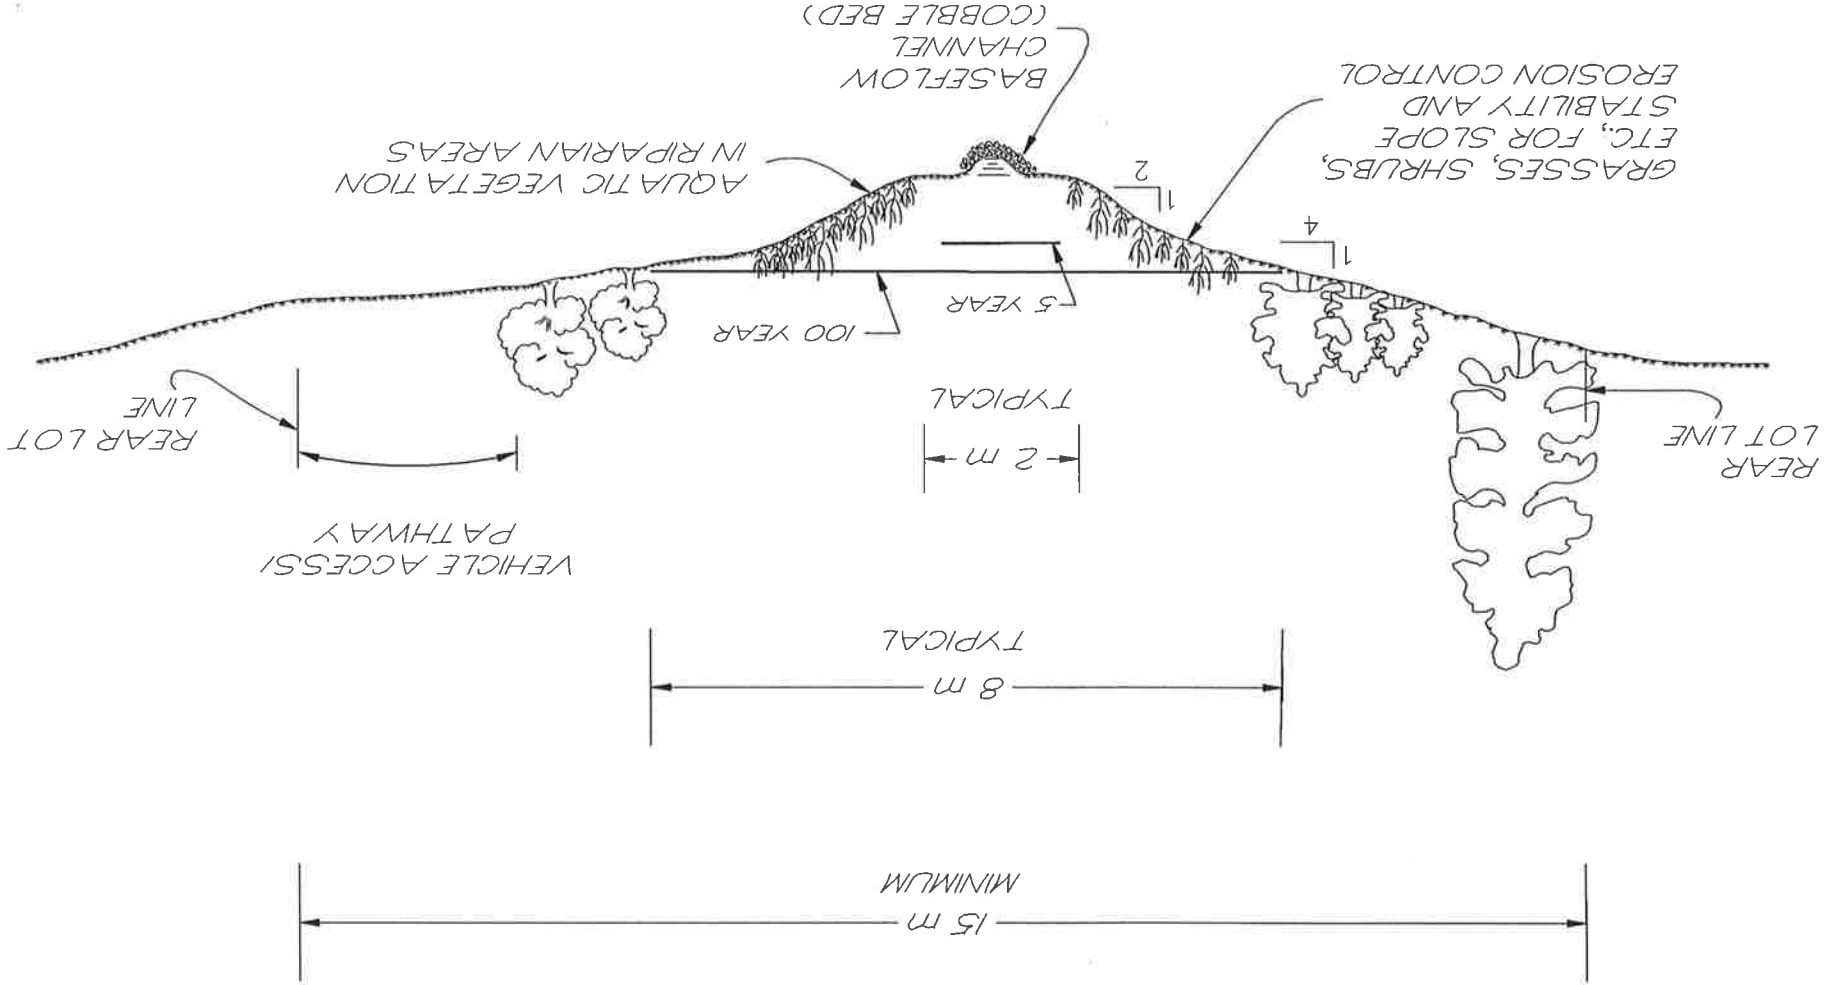 15 m
MINIMUM
8 m
TYPICAL
VEHICLE ACCESS/
PATHWAY
REAR
LOT LINE
2 m
TYPICAL
REAR LOT
LINE
5 YEAR
100 YEAR
1
4
1
2
GRASSES, SHRUBS,
ETC., FOR SLOPE
STABILITY AND
EROSION CONTROL
AQUATIC VEGETATION
IN RIPARIAN AREAS
BASEFLOW
CHANNEL
(COBBLE BED)